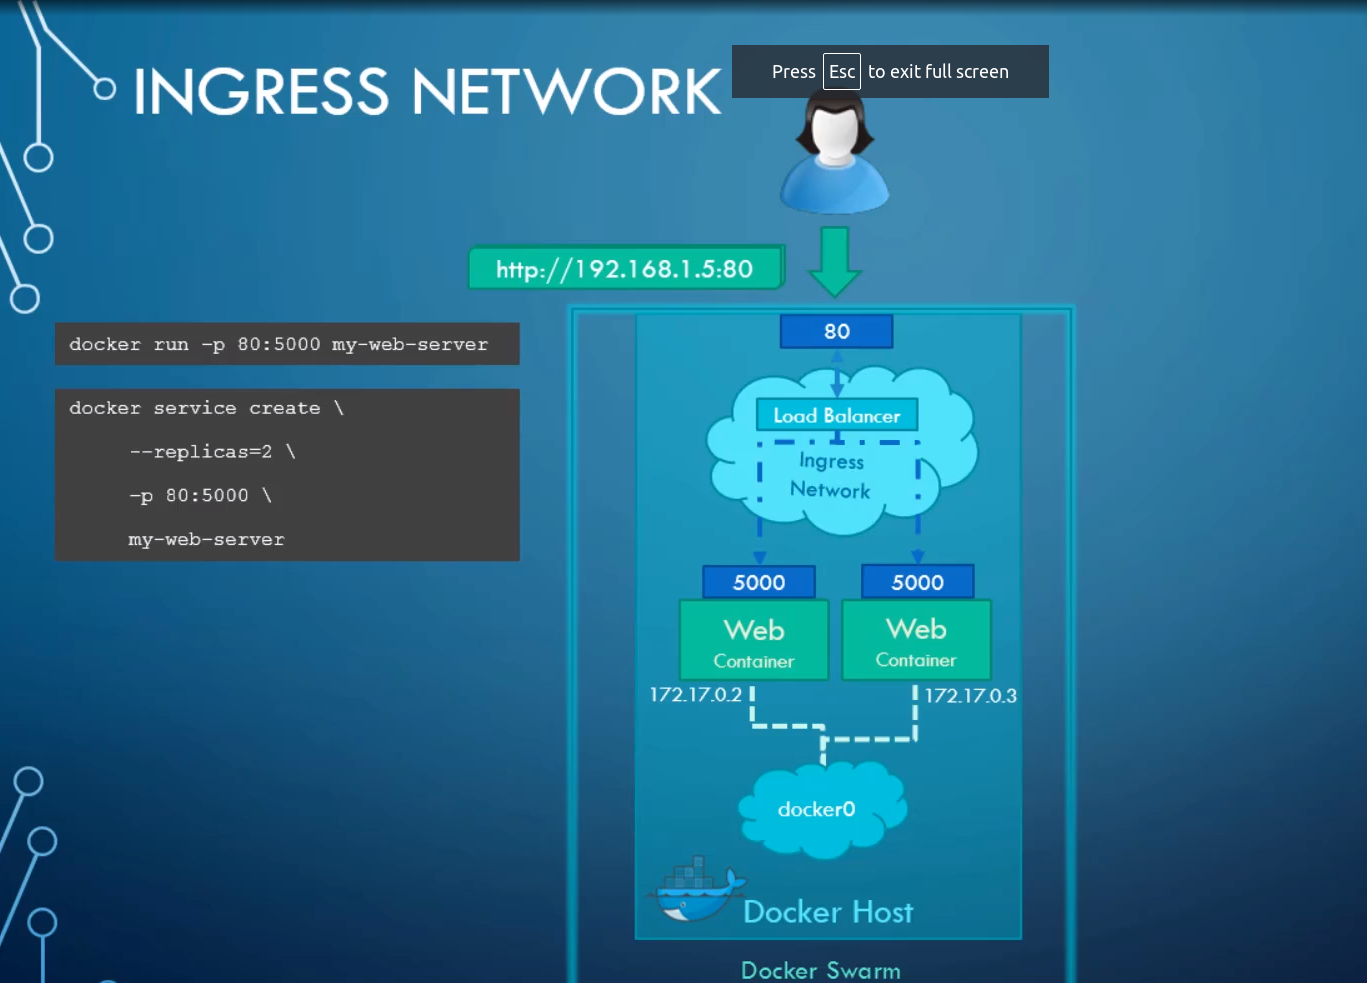 INGRESS NETWORK
Press Esc to exit full screen
http://192.168.1.5:80
docker run -p 80:5000 my-web-server
docker service create \
--replicas=2 \
-p 80:5000 \
my-web-server
80
Load Balancer
Ingress
Network
5000
5000
Web
Container
Web
Container
172.17.0.2
172.17.0.3
docker0
Docker Host
Docker Swarm